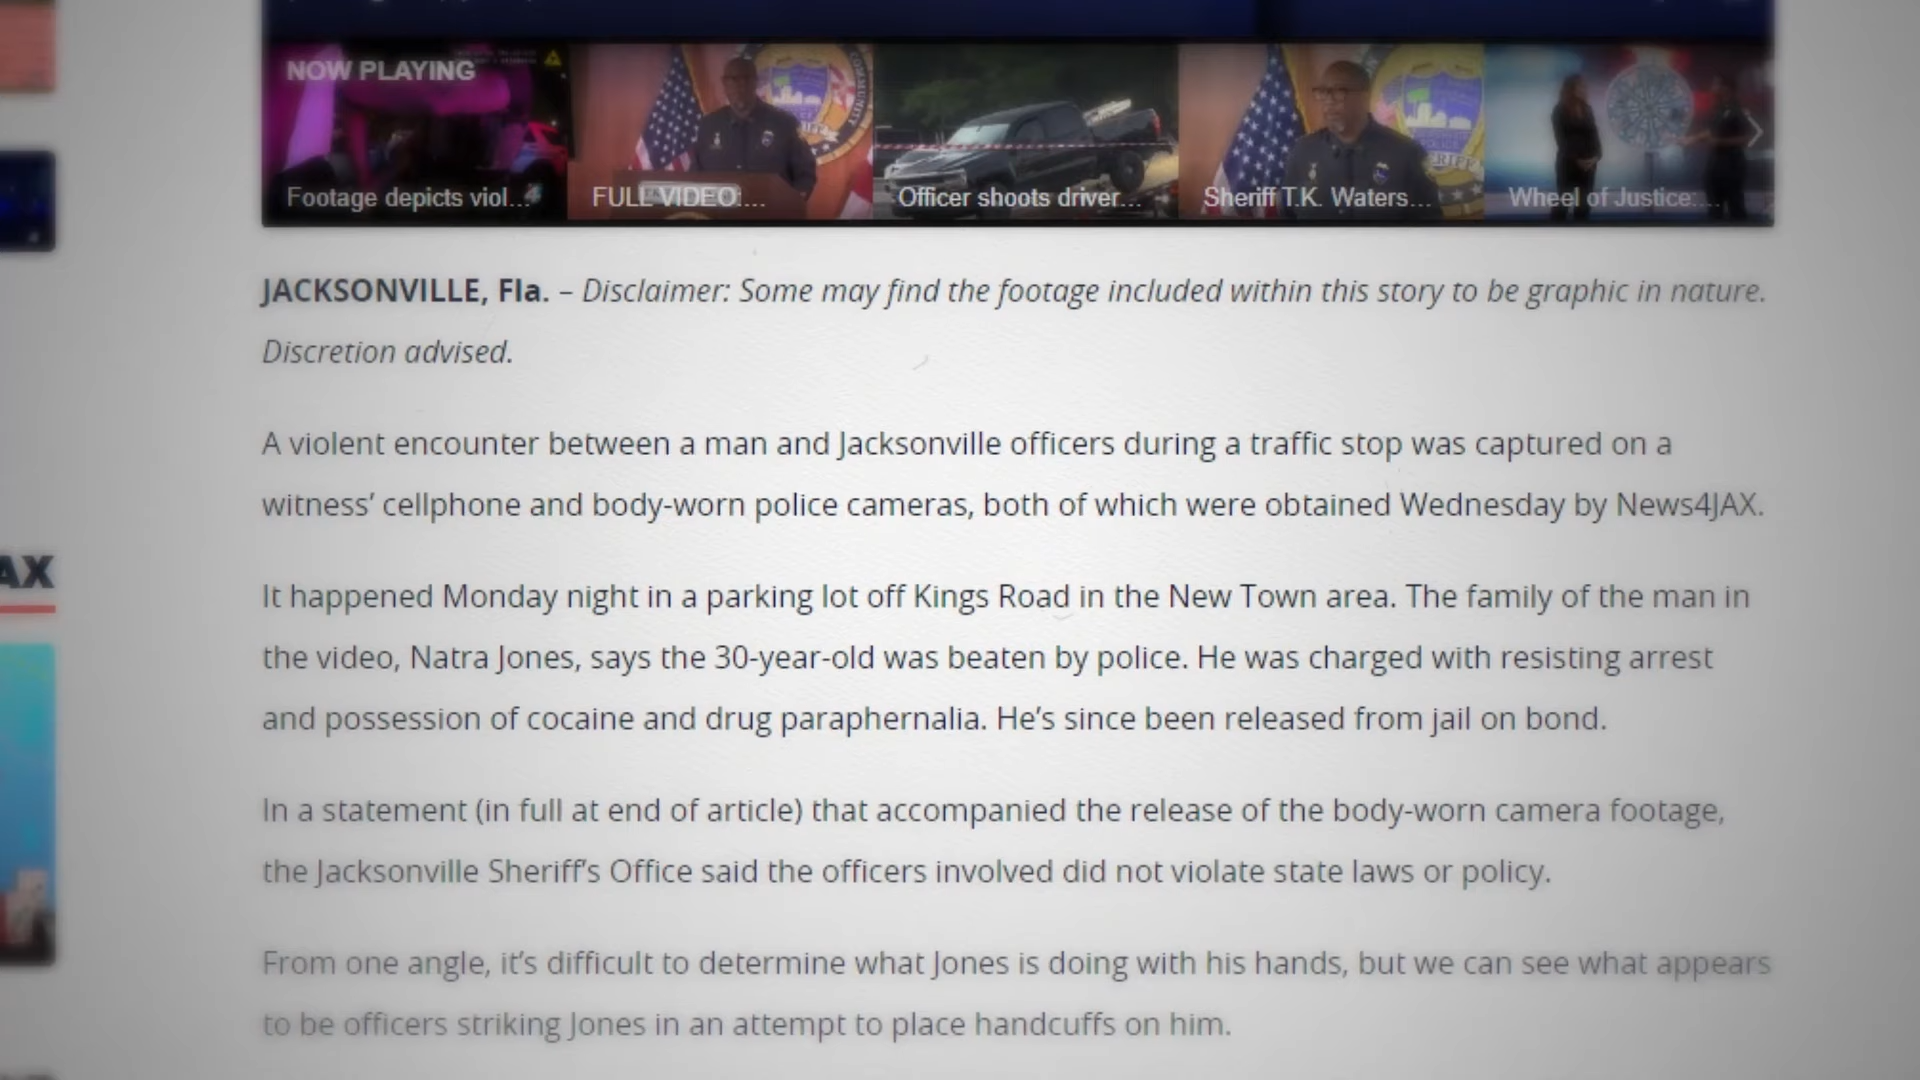 NOW PLAYING
Footage depicts viol...
FULL VIDEO:...
Officer shoots driver...
Sheriff T.K. Waters...
Wheel of Justice:...
JACKSONVILLE, Fla. – Disclaimer: Some may find the footage included within this story to be graphic in nature.
Discretion advised.
A violent encounter between a man and Jacksonville officers during a traffic stop was captured on a
witness’ cellphone and body-worn police cameras, both of which were obtained Wednesday by News4JAX.
AX
It happened Monday night in a parking lot off Kings Road in the New Town area. The family of the man in
the video, Natra Jones, says the 30-year-old was beaten by police. He was charged with resisting arrest
and possession of cocaine and drug paraphernalia. He’s since been released from jail on bond.
In a statement (in full at end of article) that accompanied the release of the body-worn camera footage,
the Jacksonville Sheriff’s Office said the officers involved did not violate state laws or policy.
From one angle, it’s difficult to determine what Jones is doing with his hands, but we can see what appears
to be officers striking Jones in an attempt to place handcuffs on him.